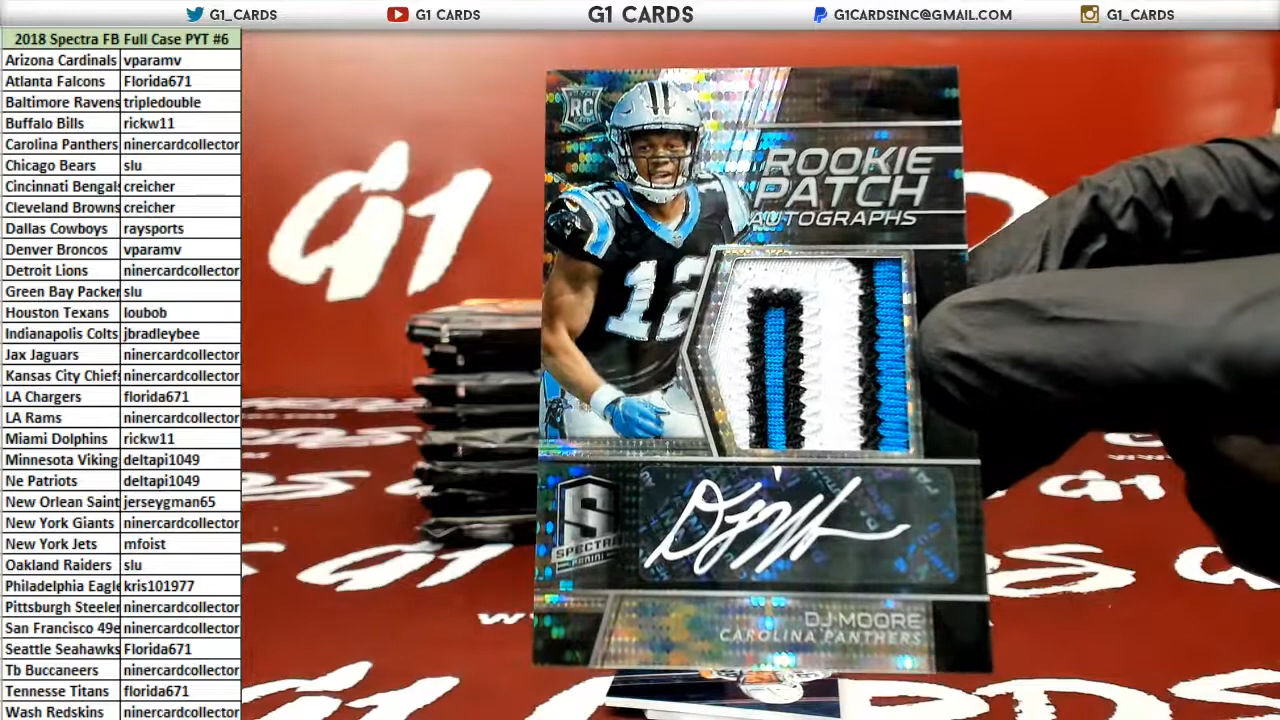 G1_CARDS
G1 CARDS
G1 CARDS
G1CARDSINC@GMAIL.COM
G1_CARDS
2018 Spectra FB Full Case PYT #6
Arizona Cardinals vparamv
Atlanta Falcons Florida671
Baltimore Ravens tripledouble
Buffalo Bills rickw11
Carolina Panthers ninercardcollector
Chicago Bears slu
Cincinnati Bengals creicher
Cleveland Browns creicher
Dallas Cowboys raysports
Denver Broncos vparamv
Detroit Lions ninercardcollector
Green Bay Packer slu
Houston Texans loubob
Indianapolis Colts jbradleybee
Jax Jaguars ninercardcollector
Kansas City Chiefs ninercardcollector
LA Chargers florida671
LA Rams ninercardcollector
Miami Dolphins rickw11
Minnesota Viking deltapi1049
Ne Patriots deltapi1049
New Orlean Saint jerseygman65
New York Giants ninercardcollector
New York Jets mfoist
Oakland Raiders slu
Philadelphia Eagle kris101977
Pittsburgh Steeler ninercardcollector
San Francisco 49e ninercardcollector
Seattle Seahawks Florida671
Tb Buccaneers ninercardcollector
Tennesse Titans florida671
Wash Redskins ninercardcollector
G1
RC
ROOKIE
PATCH
AUTOGRAPHS
12
12
S
SPECTRA
PANINI
DJ MOORE
CAROLINA PANTHERS